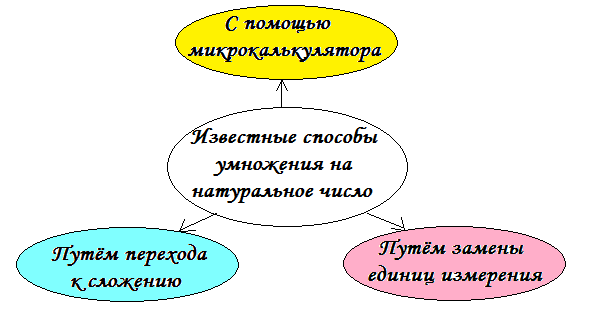 С помощью
микрокалькулятора
Известные способы
умножения на
натуральное число
Путём перехода
к сложению
Путём замены
единиц измерения